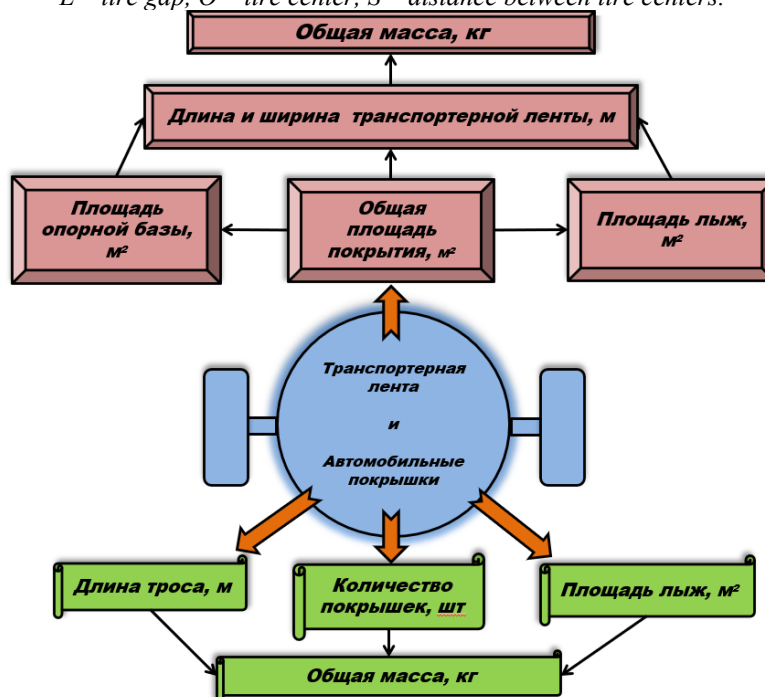 L – tire gap; O – tire center; S – distance between tire centers.
Общая масса, кг
Длина и ширина транспортерной ленты, м
Площадь
опорной базы,
м²
Общая
площадь
покрытия, м²
Площадь лыж,
м²
Транспортерная
лента
и
Автомобильные
покрышки
Длина троса, м
Количество
покрышек, шт
Площадь лыж, м²
Общая масса, кг